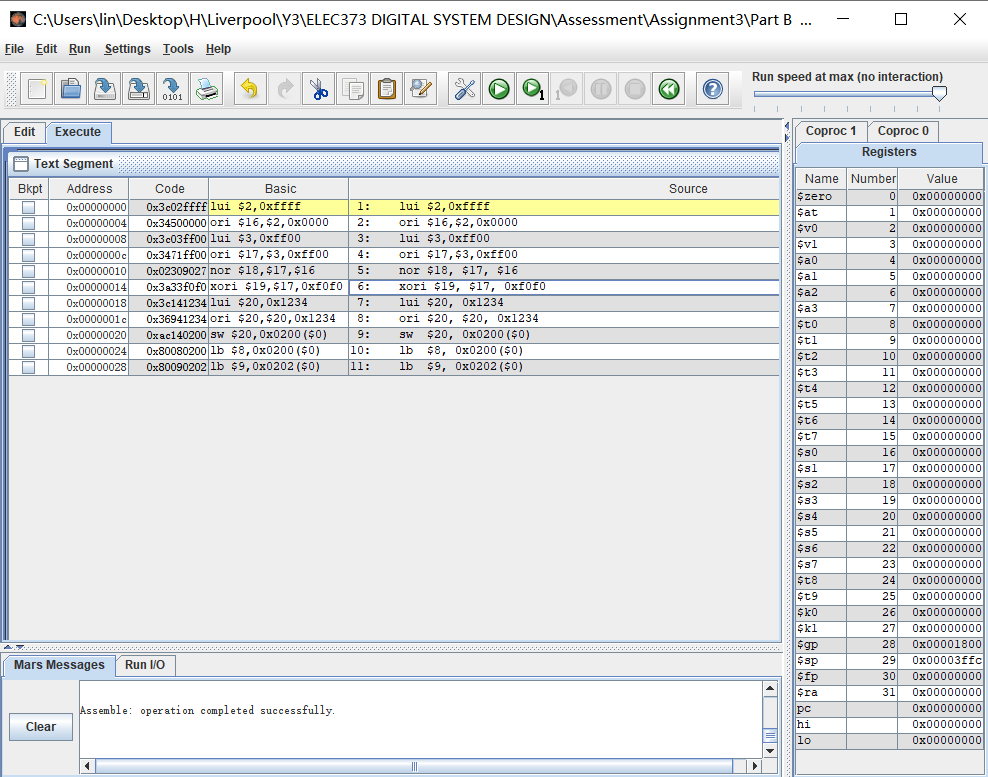 C:\Users\lin\Desktop\H\Liverpool\Y3\ELEC373 DIGITAL SYSTEM DESIGN\Assessment\Assignment3\Part B ...
File Edit Run Settings Tools Help
Run speed at max (no interaction)
Edit Execute
Text Segment
Bkpt Address Code Basic Source
0x00000000 0x3c02ffff lui $2,0xffff 1: lui $2,0xffff
0x00000004 0x34500000 ori $16,$2,0x0000 2: ori $16,$2,0x0000
0x00000008 0x3c03ff00 lui $3,0xff00 3: lui $3,0xff00
0x0000000c 0x3471ff00 ori $17,$3,0xff00 4: ori $17,$3,0xff00
0x00000010 0x02309027 nor $18,$17,$16 5: nor $18, $17, $16
0x00000014 0x3a33f0f0 xori $19,$17,0xf0f0 6: xori $19, $17, 0xf0f0
0x00000018 0x3c141234 lui $20,0x1234 7: lui $20, 0x1234
0x0000001c 0x36941234 ori $20,$20,0x1234 8: ori $20, $20, 0x1234
0x00000020 0xac140200 sw $20,0x0200($0) 9: sw $20, 0x0200($0)
0x00000024 0x80080200 lb $8,0x0200($0) 10: lb $8, 0x0200($0)
0x00000028 0x80090202 lb $9,0x0202($0) 11: lb $9, 0x0202($0)
Mars Messages Run I/O
Assemble: operation completed successfully.
Clear
Coproc 1 Coproc 0
Registers
Name Number Value
$zero 0 0x00000000
$at 1 0x00000000
$v0 2 0x00000000
$v1 3 0x00000000
$a0 4 0x00000000
$a1 5 0x00000000
$a2 6 0x00000000
$a3 7 0x00000000
$t0 8 0x00000000
$t1 9 0x00000000
$t2 10 0x00000000
$t3 11 0x00000000
$t4 12 0x00000000
$t5 13 0x00000000
$t6 14 0x00000000
$t7 15 0x00000000
$s0 16 0x00000000
$s1 17 0x00000000
$s2 18 0x00000000
$s3 19 0x00000000
$s4 20 0x00000000
$s5 21 0x00000000
$s6 22 0x00000000
$s7 23 0x00000000
$t8 24 0x00000000
$t9 25 0x00000000
$k0 26 0x00000000
$k1 27 0x00000000
$gp 28 0x00001800
$sp 29 0x00003ffc
$fp 30 0x00000000
$ra 31 0x00000000
pc 0x00000000
hi 0x00000000
lo 0x00000000